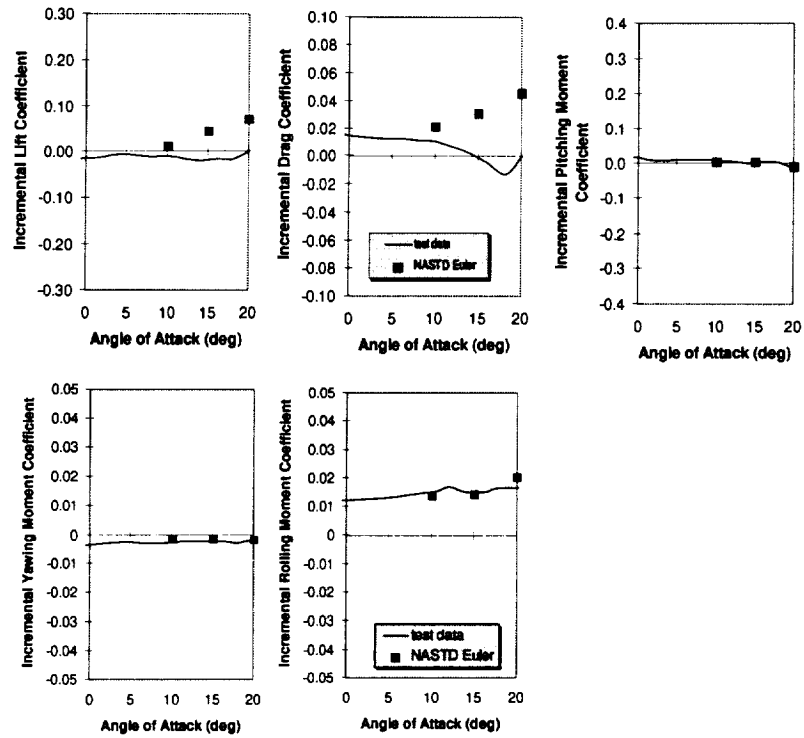 Incremental Lift Coefficient
0.30
0.20
0.10
0.00
-0.10
-0.20
-0.30
0 5 10 15 20
Angle of Attack (deg)
Incremental Drag Coefficient
0.10
0.08
0.06
0.04
0.02
0.00
-0.02
-0.04
-0.06
-0.08
-0.10
test data
NASTD Euler
0 5 10 15 20
Angle of Attack (deg)
Incremental Pitching Moment
Coefficient
0.4
0.3
0.2
0.1
0.0
-0.1
-0.2
-0.3
-0.4
0 5 10 15 20
Angle of Attack (deg)
Incremental Yawing Moment Coefficient
0.05
0.04
0.03
0.02
0.01
0
-0.01
-0.02
-0.03
-0.04
-0.05
0 5 10 15 20
Angle of Attack (deg)
Incremental Rolling Moment Coefficient
0.05
0.04
0.03
0.02
0.01
0
-0.01
-0.02
-0.03
-0.04
-0.05
test data
NASTD Euler
0 5 10 15 20
Angle of Attack (deg)